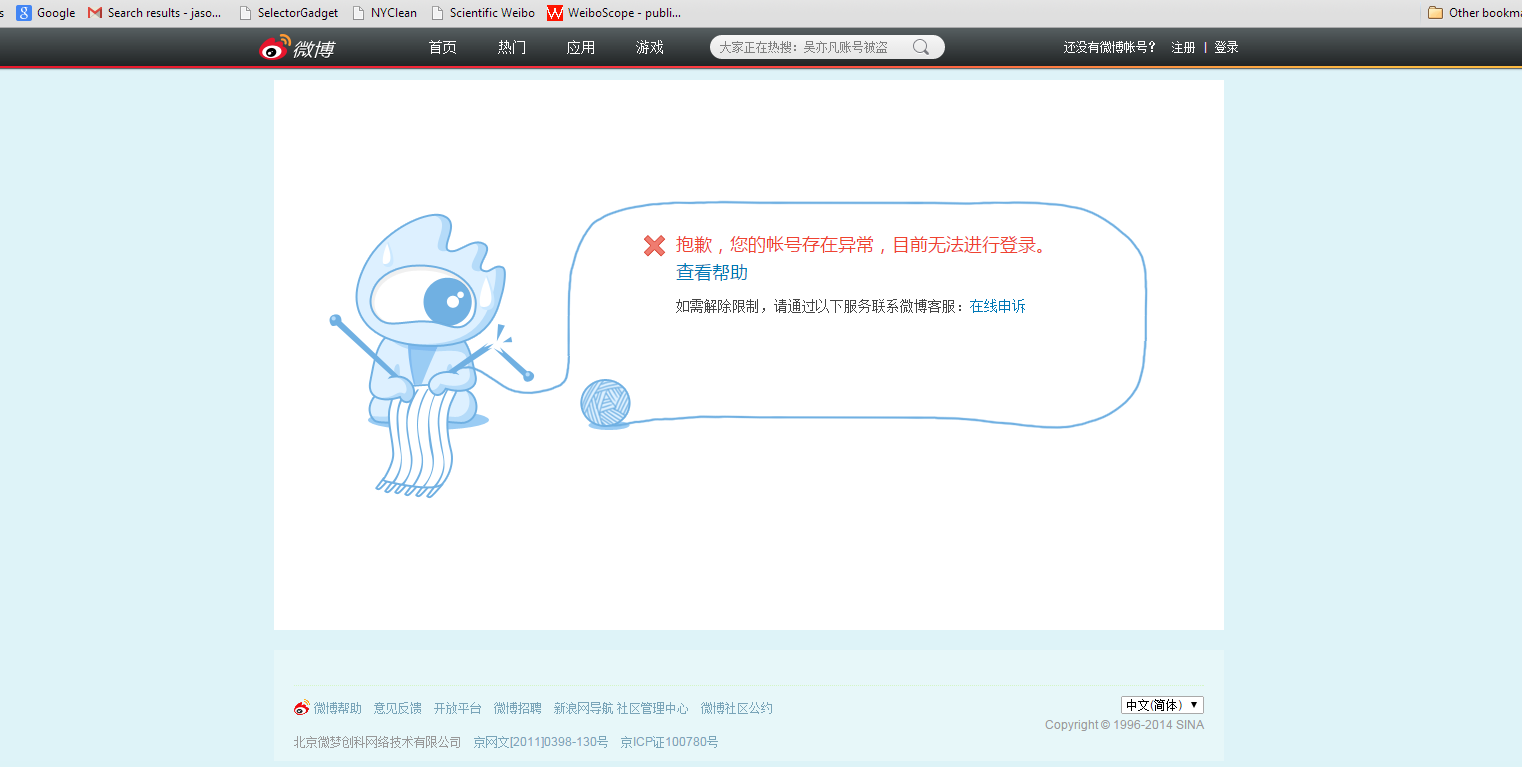 s Google Search results - jaso... SelectorGadget NYClean Scientific Weibo WeiboScope - publi... Other bookma
微博 首页 热门 应用 游戏 大家正在热搜：吴亦凡账号被盗 还没有微博帐号？ 注册 | 登录
抱歉，您的帐号存在异常，目前无法进行登录。
查看帮助
如需解除限制，请通过以下服务联系微博客服：在线申诉
微博帮助 意见反馈 开放平台 微博招聘 新浪网导航 社区管理中心 微博社区公约 中文(简体)
Copyright © 1996-2014 SINA
北京微梦创科网络技术有限公司 京网文[2011]0398-130号 京ICP证100780号